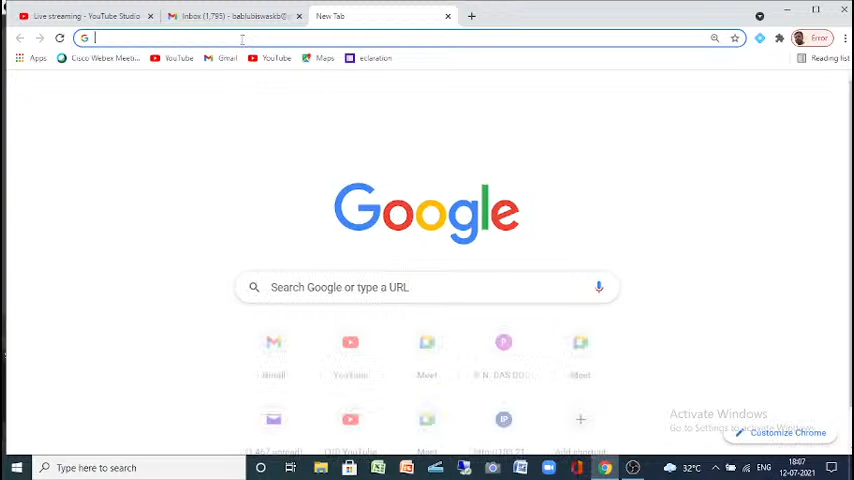 Live streaming - YouTube Studio
Inbox (1,795) - bablubiswaskb@
New Tab
Error
Apps
Cisco Webex Meeti...
YouTube
Gmail
YouTube
Maps
eclaration
Reading list
Google
Search Google or type a URL
Gmail
YouTube
Meet
Meet
Activate Windows
Go to Settings to activate Windows.
Customize Chrome
Type here to search
32°C
ENG
18:07
12-07-2021